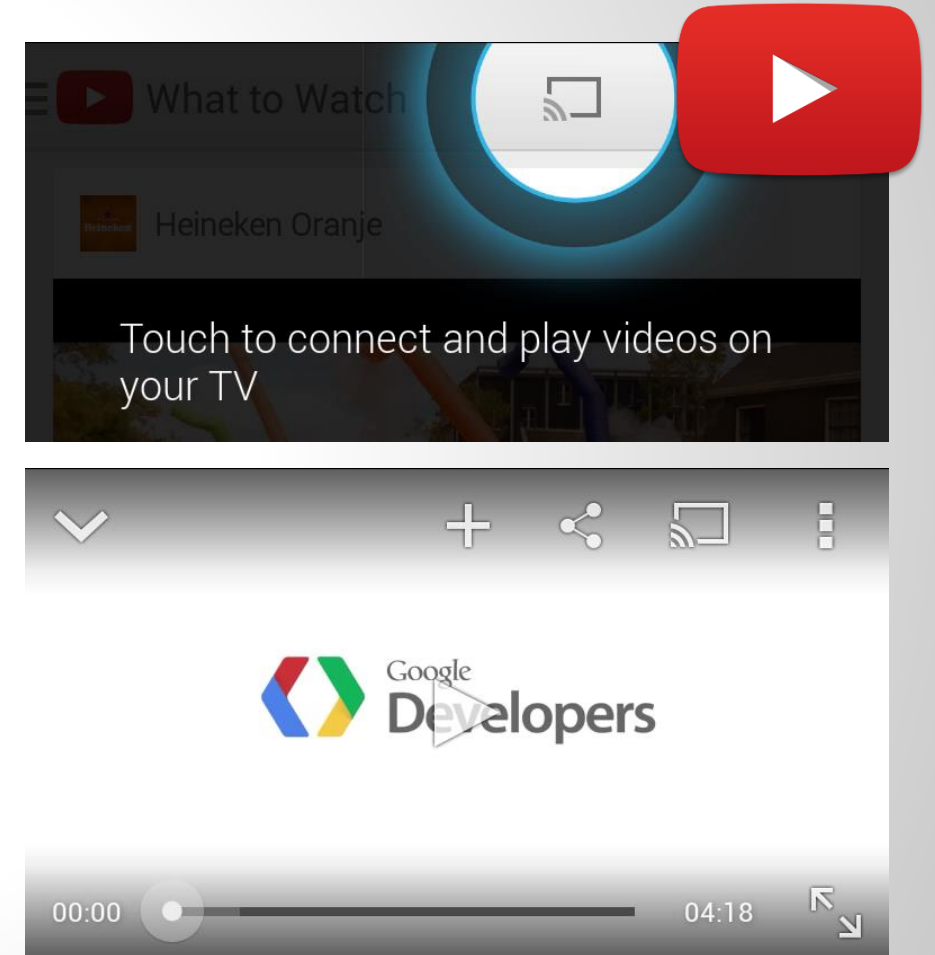 What to Watch
Heineken
Heineken Oranje
Touch to connect and play videos on
your TV
Google
Developers
00:00
04:18